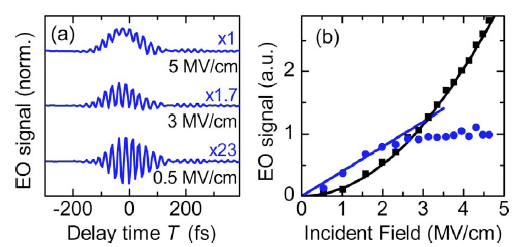 (a)
x1
5 MV/cm
x1.7
3 MV/cm
x23
0.5 MV/cm
EO signal (norm.)
-200 0 200
Delay time T (fs)
(b)
EO signal (a.u.)
2
1
0
0 1 2 3 4 5
Incident Field (MV/cm)